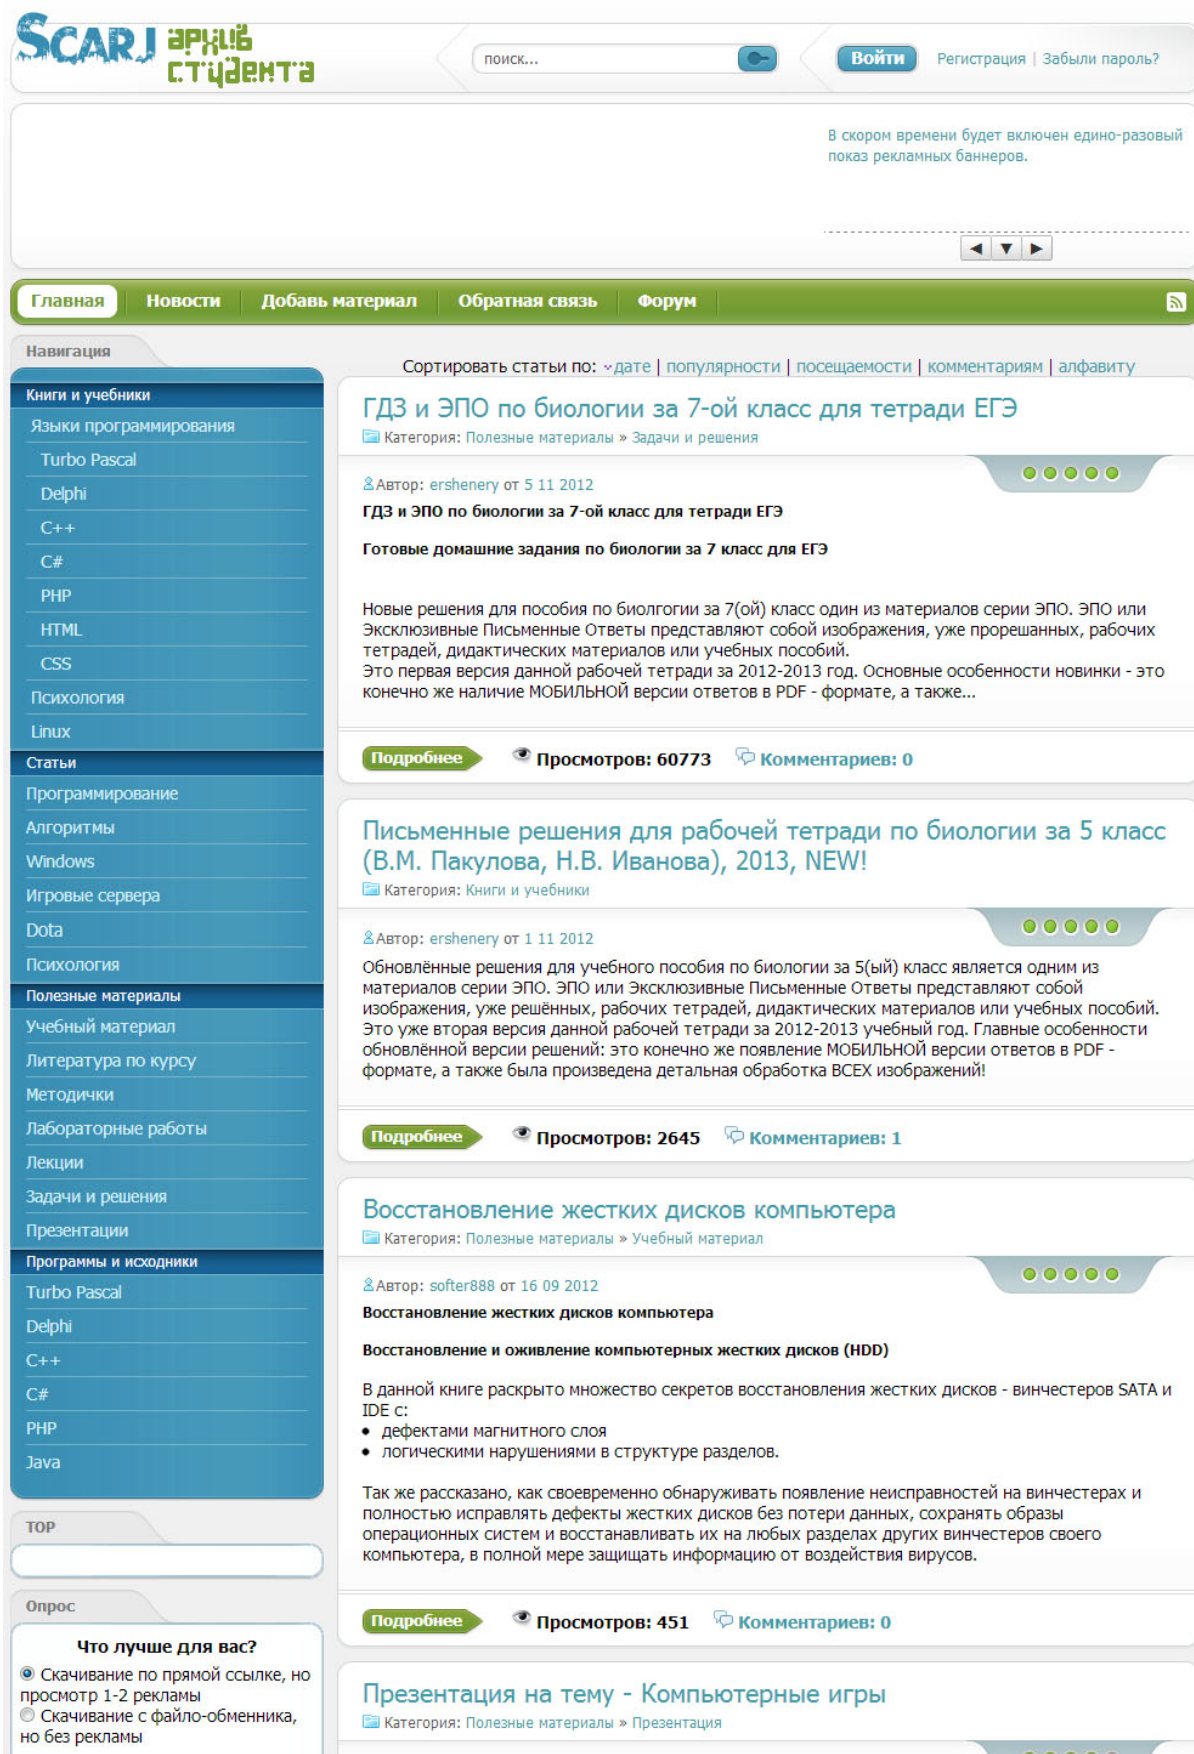 SCARJ архив
студента
поиск...
Войти
Регистрация | Забыли пароль?
В скором времени будет включен едино-разовый
показ рекламных баннеров.
Главная
Новости
Добавь материал
Обратная связь
Форум
Навигация
Книги и учебники
Языки программирования
Turbo Pascal
Delphi
C++
C#
PHP
HTML
CSS
Психология
Linux
Статьи
Программирование
Алгоритмы
Windows
Игровые сервера
Dota
Психология
Полезные материалы
Учебный материал
Литература по курсу
Методички
Лабораторные работы
Лекции
Задачи и решения
Презентации
Программы и исходники
Turbo Pascal
Delphi
C++
C#
PHP
Java
TOP
Опрос
Что лучше для вас?
Скачивание по прямой ссылке, но
просмотр 1-2 рекламы
Скачивание с файло-обменника,
но без рекламы
Сортировать статьи по: дате | популярности | посещаемости | комментариям | алфавиту
ГДЗ и ЭПО по биологии за 7-ой класс для тетради ЕГЭ
Категория: Полезные материалы » Задачи и решения
Автор: ershenery от 5 11 2012
ГДЗ и ЭПО по биологии за 7-ой класс для тетради ЕГЭ
Готовые домашние задания по биологии за 7 класс для ЕГЭ
Новые решения для пособия по биолгогии за 7(ой) класс один из материалов серии ЭПО. ЭПО или
Эксклюзивные Письменные Ответы представляют собой изображения, уже прорешанных, рабочих
тетрадей, дидактических материалов или учебных пособий.
Это первая версия данной рабочей тетради за 2012-2013 год. Основные особенности новинки - это
конечно же наличие МОБИЛЬНОЙ версии ответов в PDF - формате, а также...
Подробнее
Просмотров: 60773
Комментариев: 0
Письменные решения для рабочей тетради по биологии за 5 класс
(В.М. Пакулова, Н.В. Иванова), 2013, NEW!
Категория: Книги и учебники
Автор: ershenery от 1 11 2012
Обновлённые решения для учебного пособия по биологии за 5(ый) класс является одним из
материалов серии ЭПО. ЭПО или Эксклюзивные Письменные Ответы представляют собой
изображения, уже решённых, рабочих тетрадей, дидактических материалов или учебных пособий.
Это уже вторая версия данной рабочей тетради за 2012-2013 учебный год. Главные особенности
обновлённой версии решений: это конечно же появление МОБИЛЬНОЙ версии ответов в PDF -
формате, а также была произведена детальная обработка ВСЕХ изображений!
Подробнее
Просмотров: 2645
Комментариев: 1
Восстановление жестких дисков компьютера
Категория: Полезные материалы » Учебный материал
Автор: softer888 от 16 09 2012
Восстановление жестких дисков компьютера
Восстановление и оживление компьютерных жестких дисков (HDD)
В данной книге раскрыто множество секретов восстановления жестких дисков - винчестеров SATA и
IDE с:
• дефектами магнитного слоя
• логическими нарушениями в структуре разделов.
Так же рассказано, как своевременно обнаруживать появление неисправностей на винчестерах и
полностью исправлять дефекты жестких дисков без потери данных, сохранять образы
операционных систем и восстанавливать их на любых разделах других винчестеров своего
компьютера, в полной мере защищать информацию от воздействия вирусов.
Подробнее
Просмотров: 451
Комментариев: 0
Презентация на тему - Компьютерные игры
Категория: Полезные материалы » Презентация